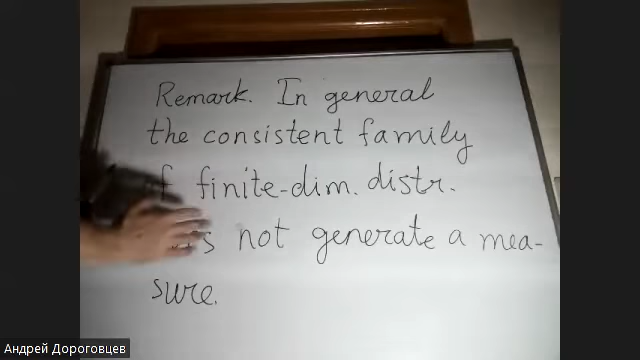 Remark. In general
the consistent family
f finite-dim. distr.
s not generate a mea-
sure.
Андрей Дороговцев